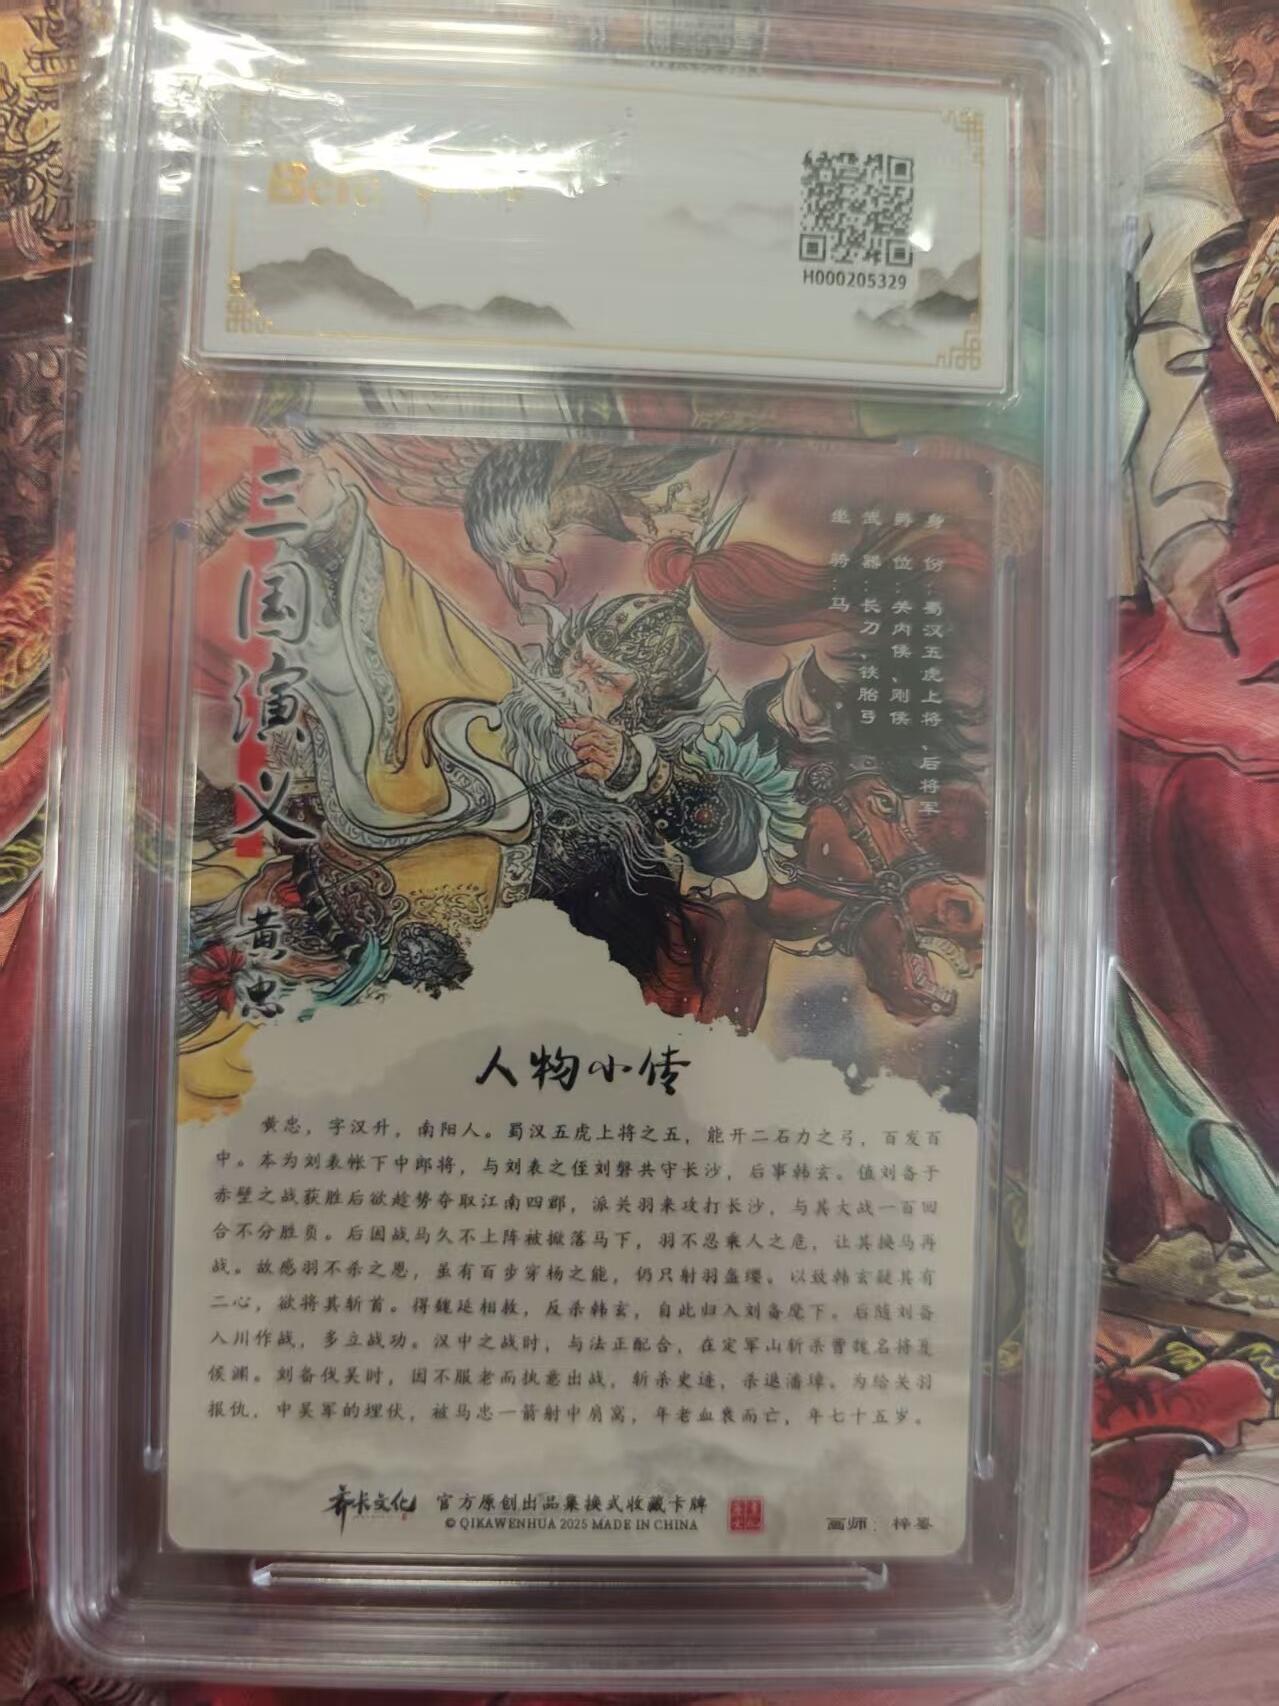 H000205329
三国演义
黄忠
身份:蜀汉五虎上将、后将军
爵位:关内侯、刚侯
武器:长刀、铁胎弓
坐骑:马
人物小传
黄忠，字汉升，南阳人。蜀汉五虎上将之五，能开二石力之弓，百发百
中。本为刘表帐下中郎将，与刘表之侄刘磐共守长沙，后事韩玄。值刘备于
赤壁之战获胜后欲趁势夺取江南四郡，派关羽来攻打长沙，与其大战一百回
合不分胜负。后因战马久不上阵被掀落马下，羽不忍乘人之危，让其换马再
战。故感羽不杀之恩，虽有百步穿杨之能，仍只射羽盔缨。以致韩玄疑其有
二心，欲将其斩首。得魏延相救，反杀韩玄，自此归入刘备麾下。后随刘备
入川作战，多立战功。汉中之战时，与法正配合，在定军山斩杀曹魏名将夏
侯渊。刘备伐吴时，因不服老而执意出战，斩杀史迹，杀退潘璋。为给关羽
报仇，中吴军的埋伏，被马忠一箭射中肩窝，年老血衰而亡，年七十五岁。
齐卡文化 官方原创出品集换式收藏卡牌
© QIKAWENHUA 2025 MADE IN CHINA
画师：梓鋆